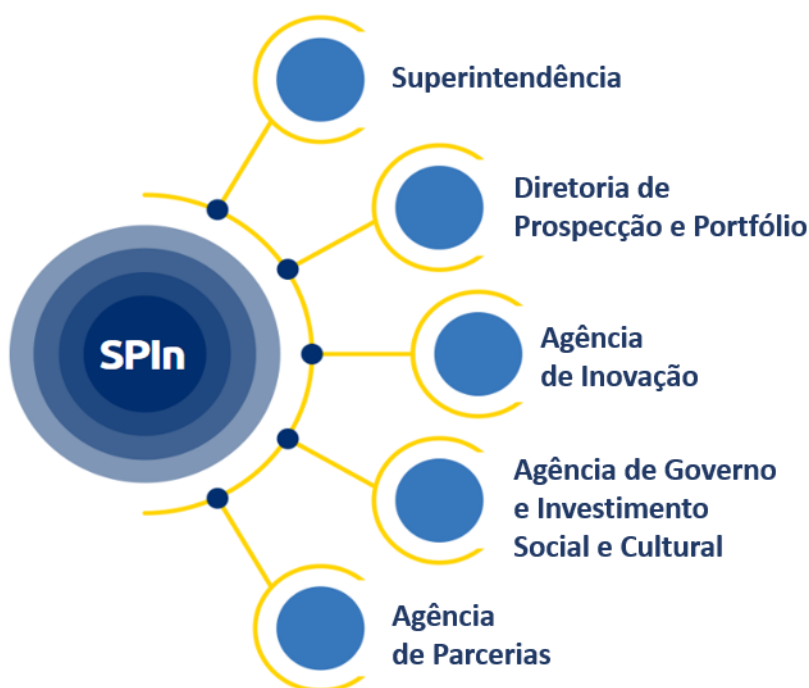 Superintendência
Diretoria de
Prospecção e Portfólio
SPIn
Agência
de Inovação
Agência de Governo
e Investimento
Social e Cultural
Agência
de Parcerias